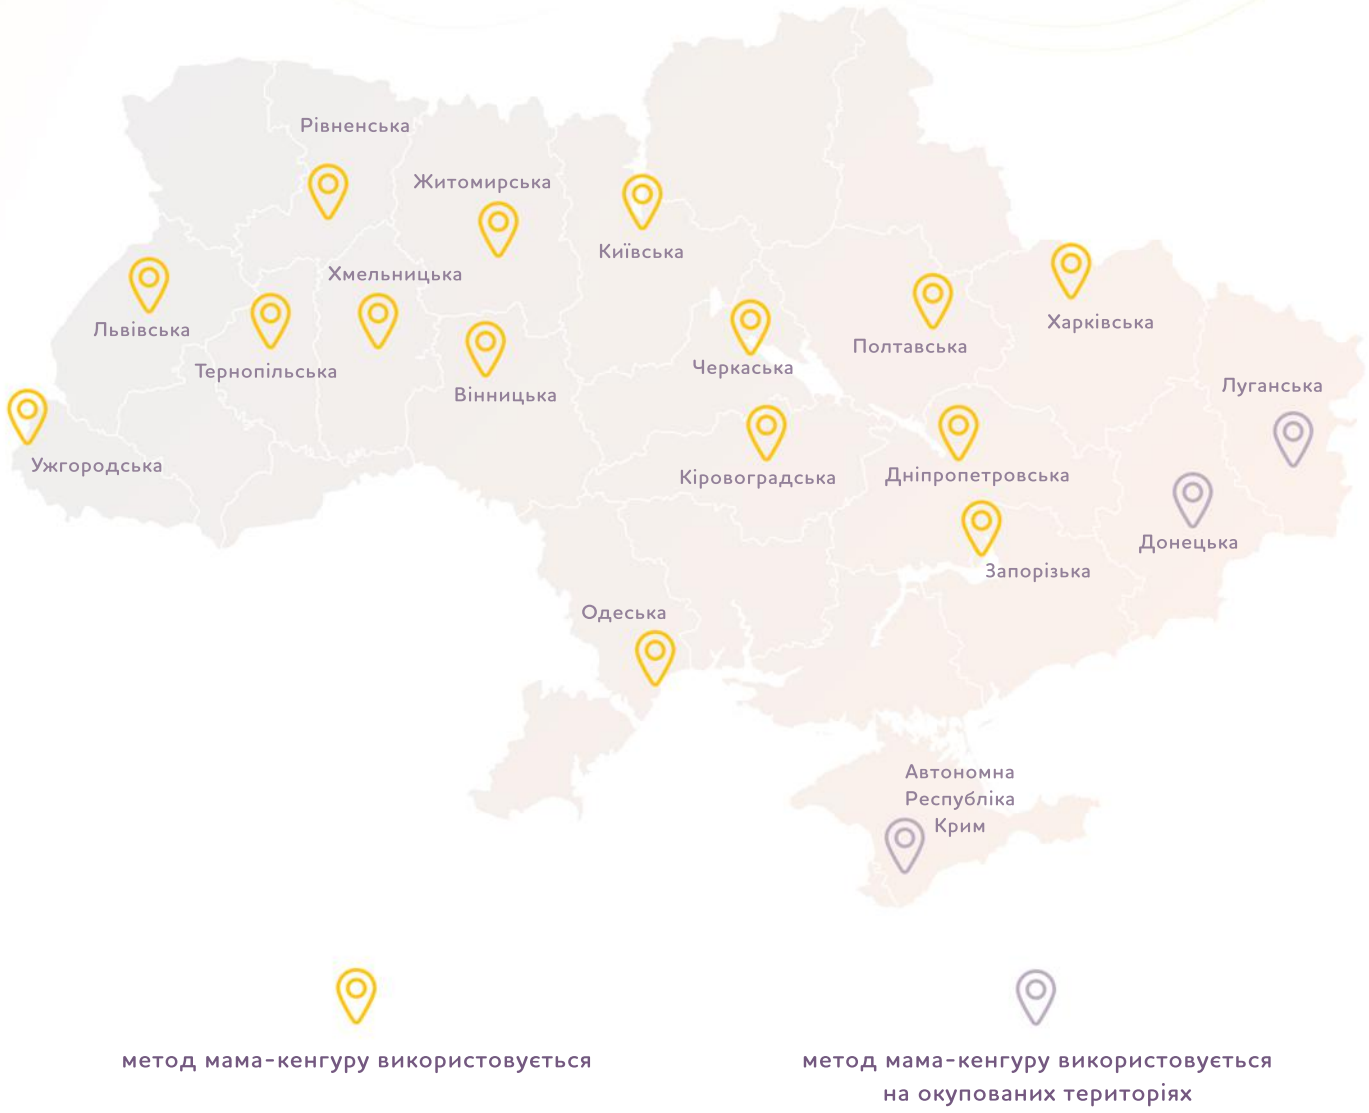 Рівненська
Житомирська
Київська
Хмельницька
Львівська
Харківська
Полтавська
Черкаська
Тернопільська
Луганська
Вінницька
Ужгородська
Кіровоградська
Дніпропетровська
Донецька
Запорізька
Одеська
Автономна
Республіка
Крим
метод мама-кенгуру використовується
метод мама-кенгуру використовується
на окупованих територіях